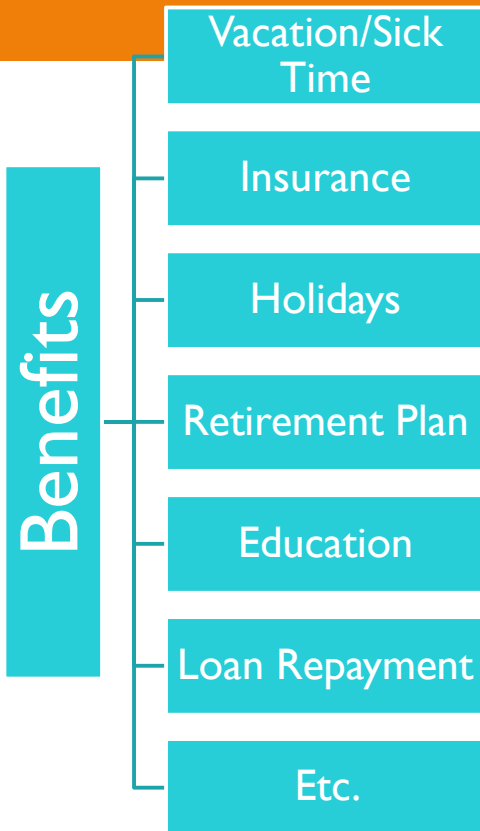 Benefits
Vacation/Sick
Time
Insurance
Holidays
Retirement Plan
Education
Loan Repayment
Etc.